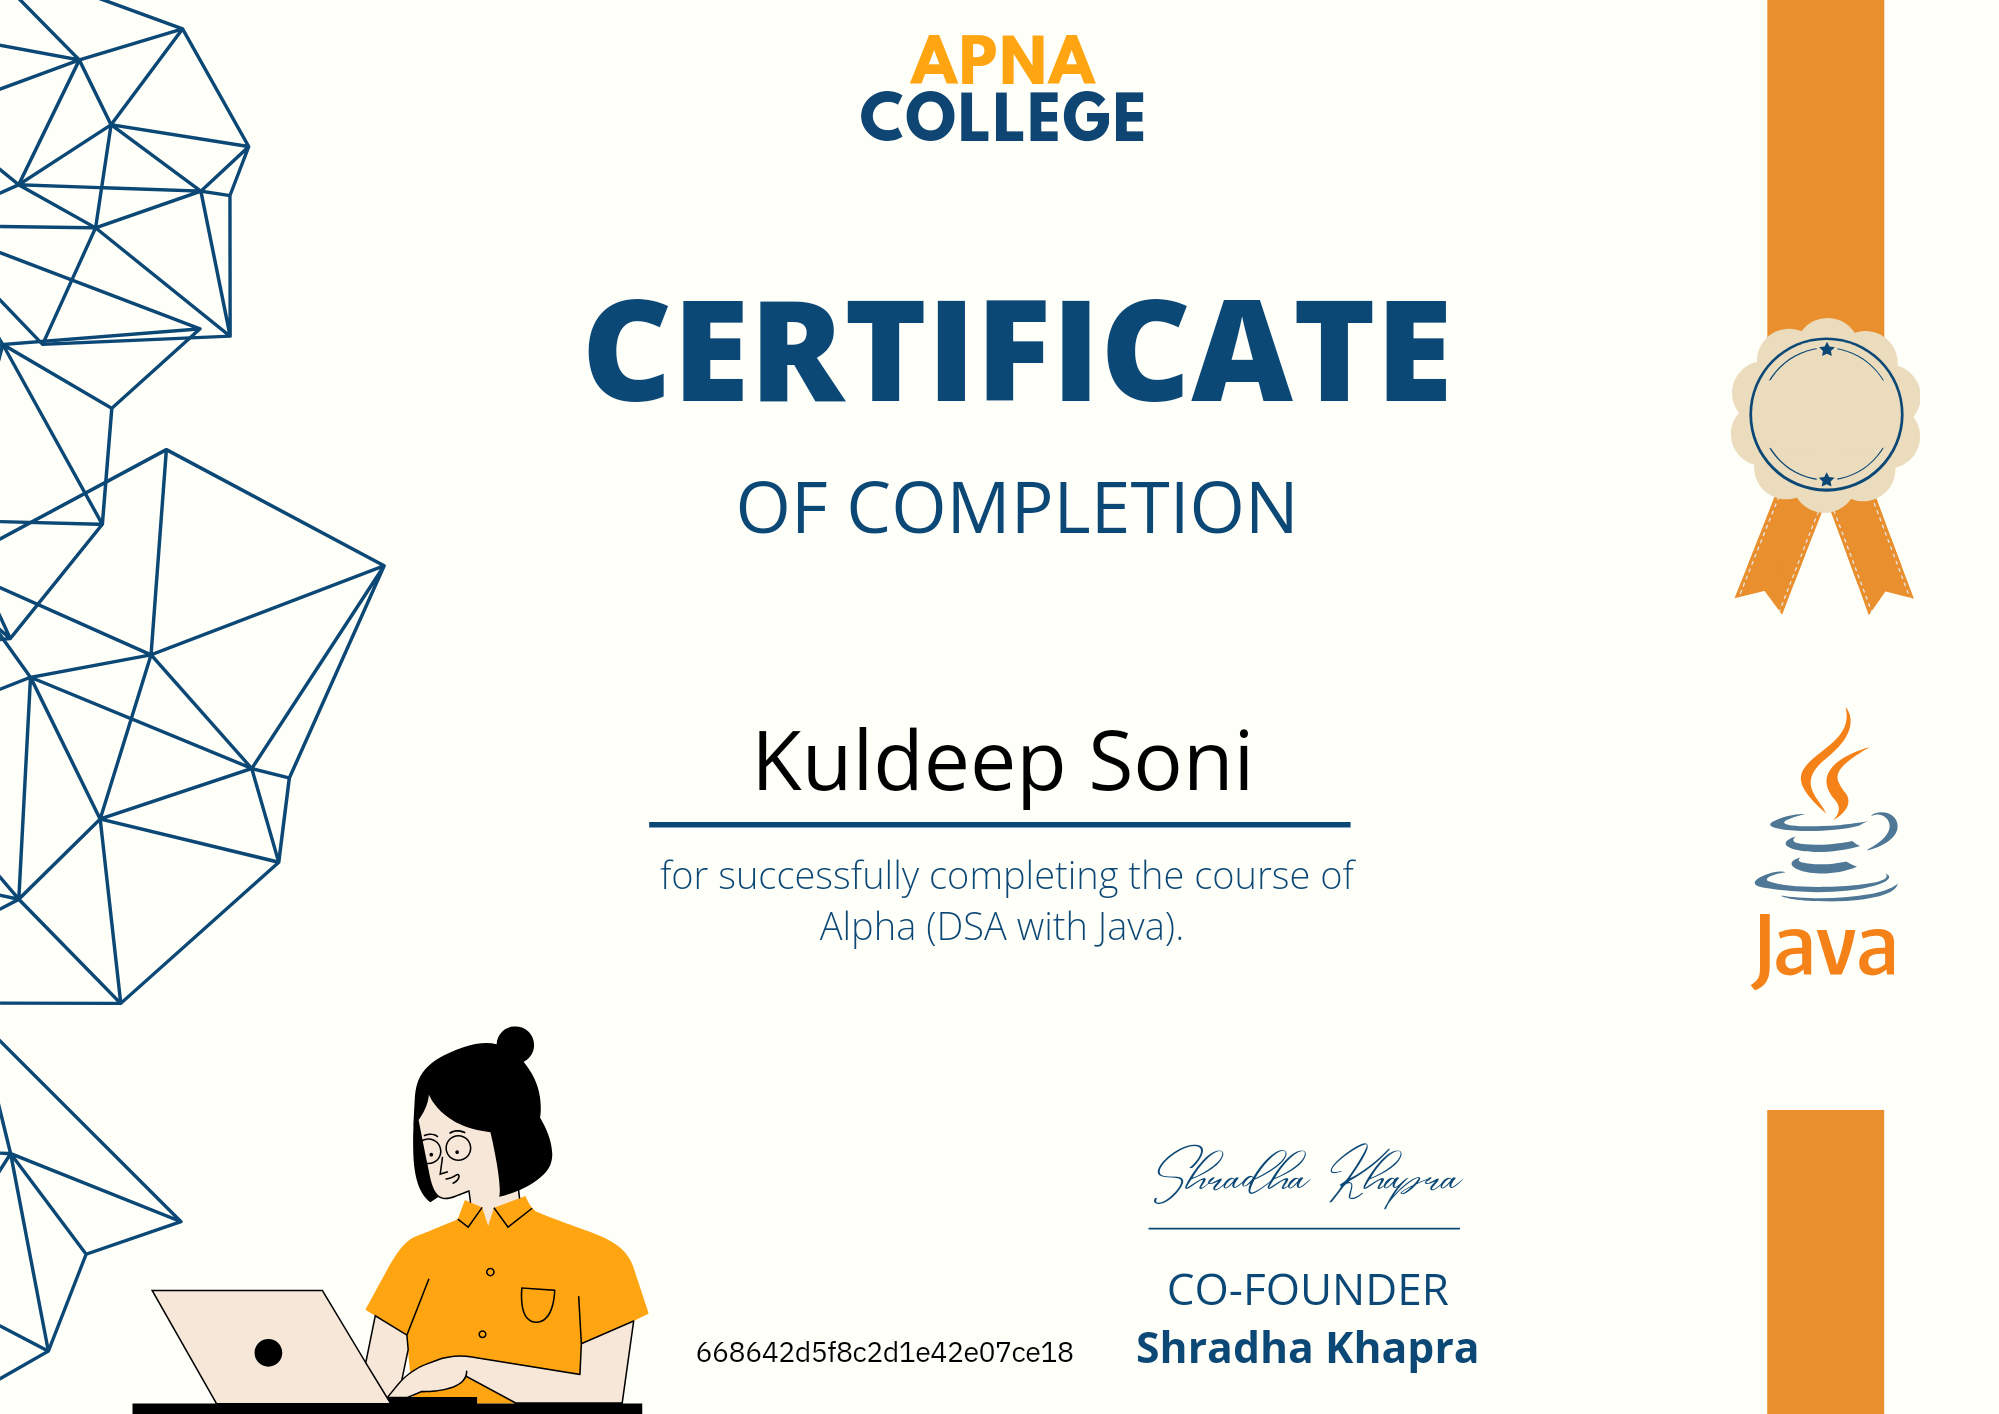 APNA
COLLEGE
CERTIFICATE
OF COMPLETION
Kuldeep Soni
for successfully completing the course of
Alpha (DSA with Java).
Java
Shradha Khapra
CO-FOUNDER
668642d5f8c2d1e42e07ce18
Shradha Khapra